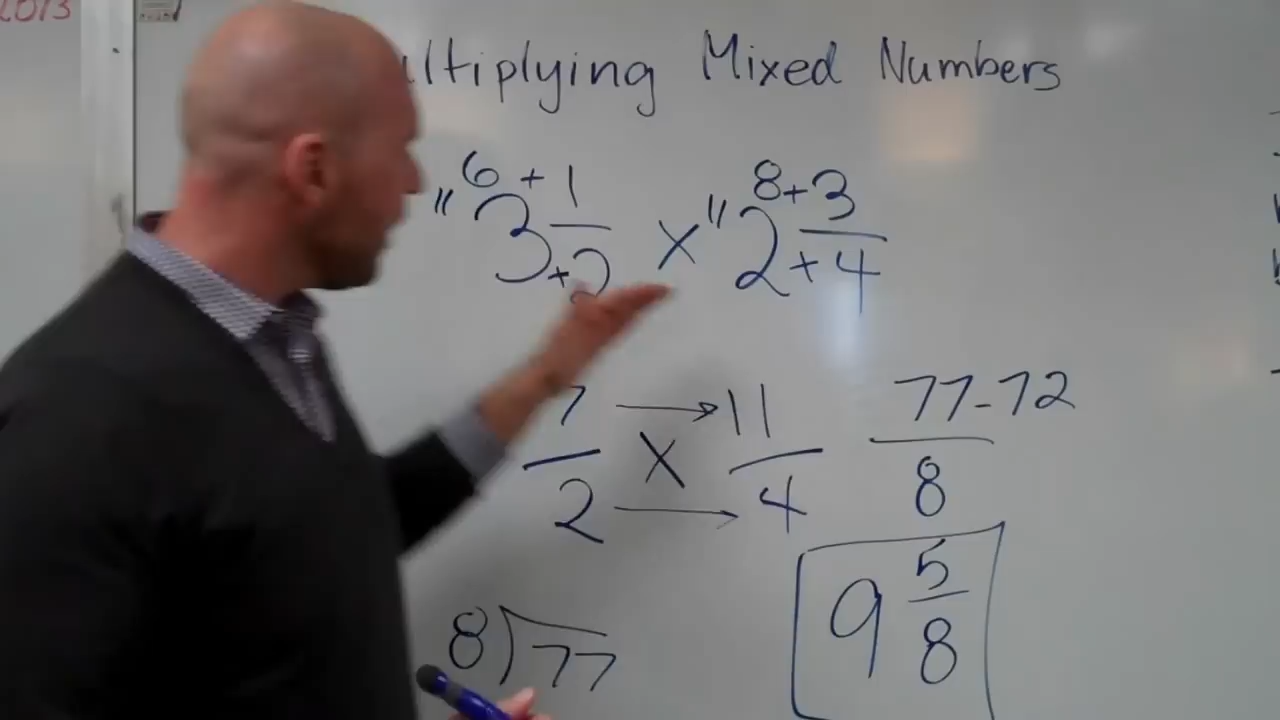 2013
ultiplying Mixed Numbers
6 + 1 8 + 3
" 3 + 2 x " 2 + 4
7 → 11 77 - 72
x
2 → 4 8
9 5/8
8)77